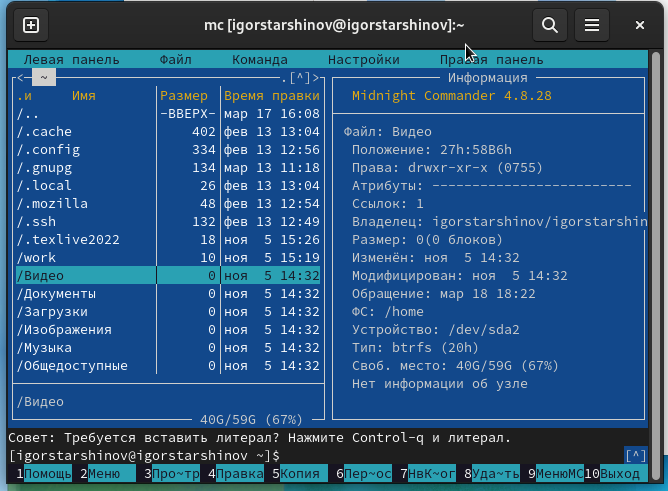 mc [igorstarshinov@igorstarshinov]:~
Левая панель Файл Команда Настройки Правая панель
<— ~ .[^]>
.и Имя Размер Время правки
/.. -ВВЕРХ- мар 17 16:08
/.cache 402 фев 13 13:04
/.config 334 фев 13 12:56
/.gnupg 134 мар 13 11:18
/.local 26 фев 13 13:04
/.mozilla 48 фев 13 12:54
/.ssh 132 фев 13 12:49
/.texlive2022 18 ноя 5 15:26
/work 10 ноя 5 15:19
/Видео 0 ноя 5 14:32
/Документы 0 ноя 5 14:32
/Загрузки 0 ноя 5 14:32
/Изображения 0 ноя 5 14:32
/Музыка 0 ноя 5 14:32
/Общедоступные 0 ноя 5 14:32
/Видео
40G/59G (67%)
Информация
Midnight Commander 4.8.28
Файл: Видео
Положение: 27h:58B6h
Права: drwxr-xr-x (0755)
Атрибуты: -------------------------
Ссылок: 1
Владелец: igorstarshinov/igorstarshin
Размер: 0(0 блоков)
Изменён: ноя 5 14:32
Модифицирован: ноя 5 14:32
Обращение: мар 18 18:22
ФС: /home
Устройство: /dev/sda2
Тип: btrfs (20h)
Своб. место: 40G/59G (67%)
Нет информации об узле
Совет: Требуется вставить литерал? Нажмите Control-q и литерал.
[igorstarshinov@igorstarshinov ~]$ [^]
1Помощь 2Меню 3Про~тр 4Правка 5Копия 6Пер~ос 7НвК~ог 8Уда~ть 9МенюMC 10Выход